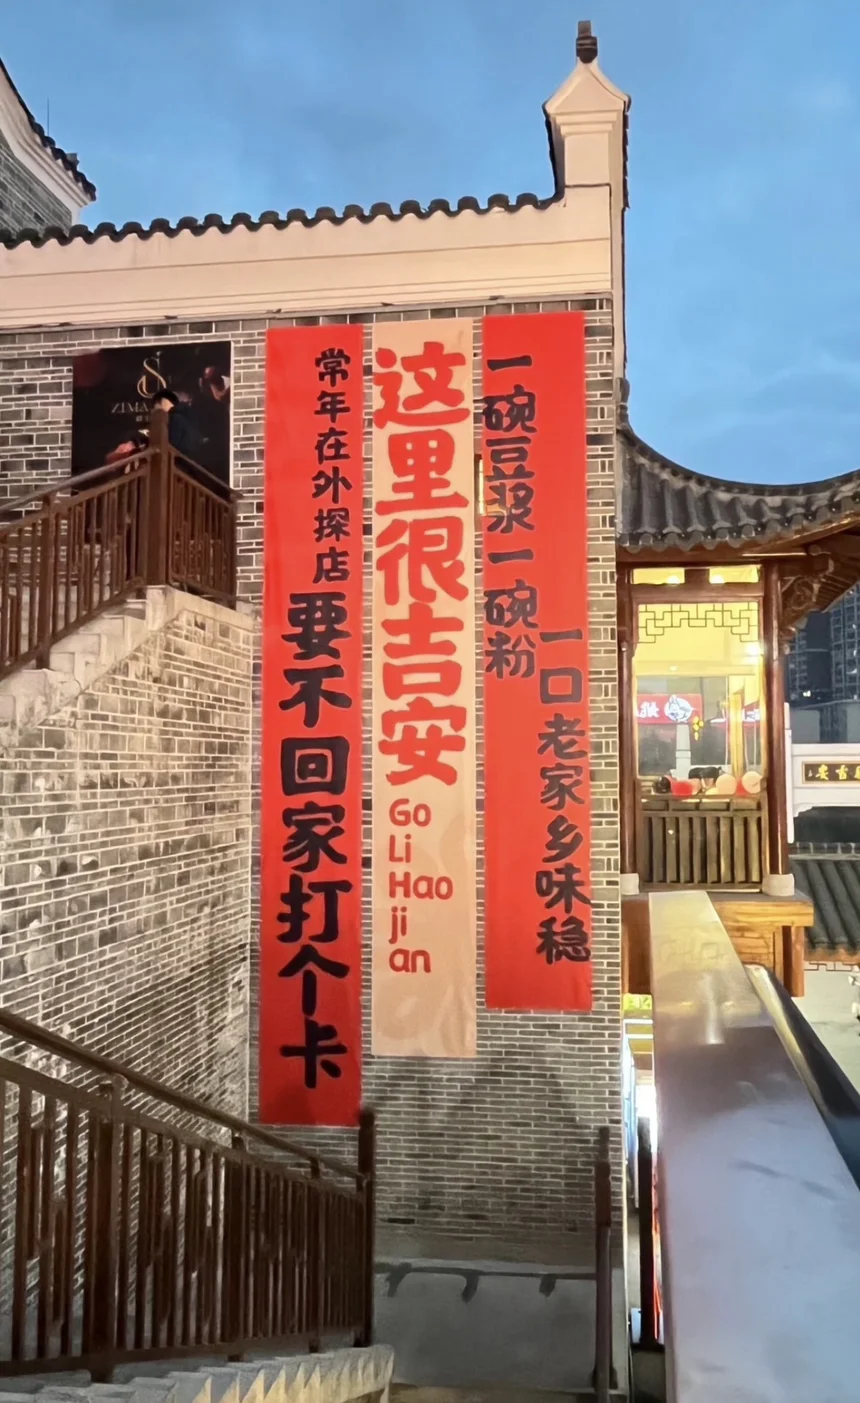 常年在外探店
要不回家打个卡
这里很吉安
Go
Li
Hao
ji
an
一碗豆浆一碗粉
一口老家乡味稳